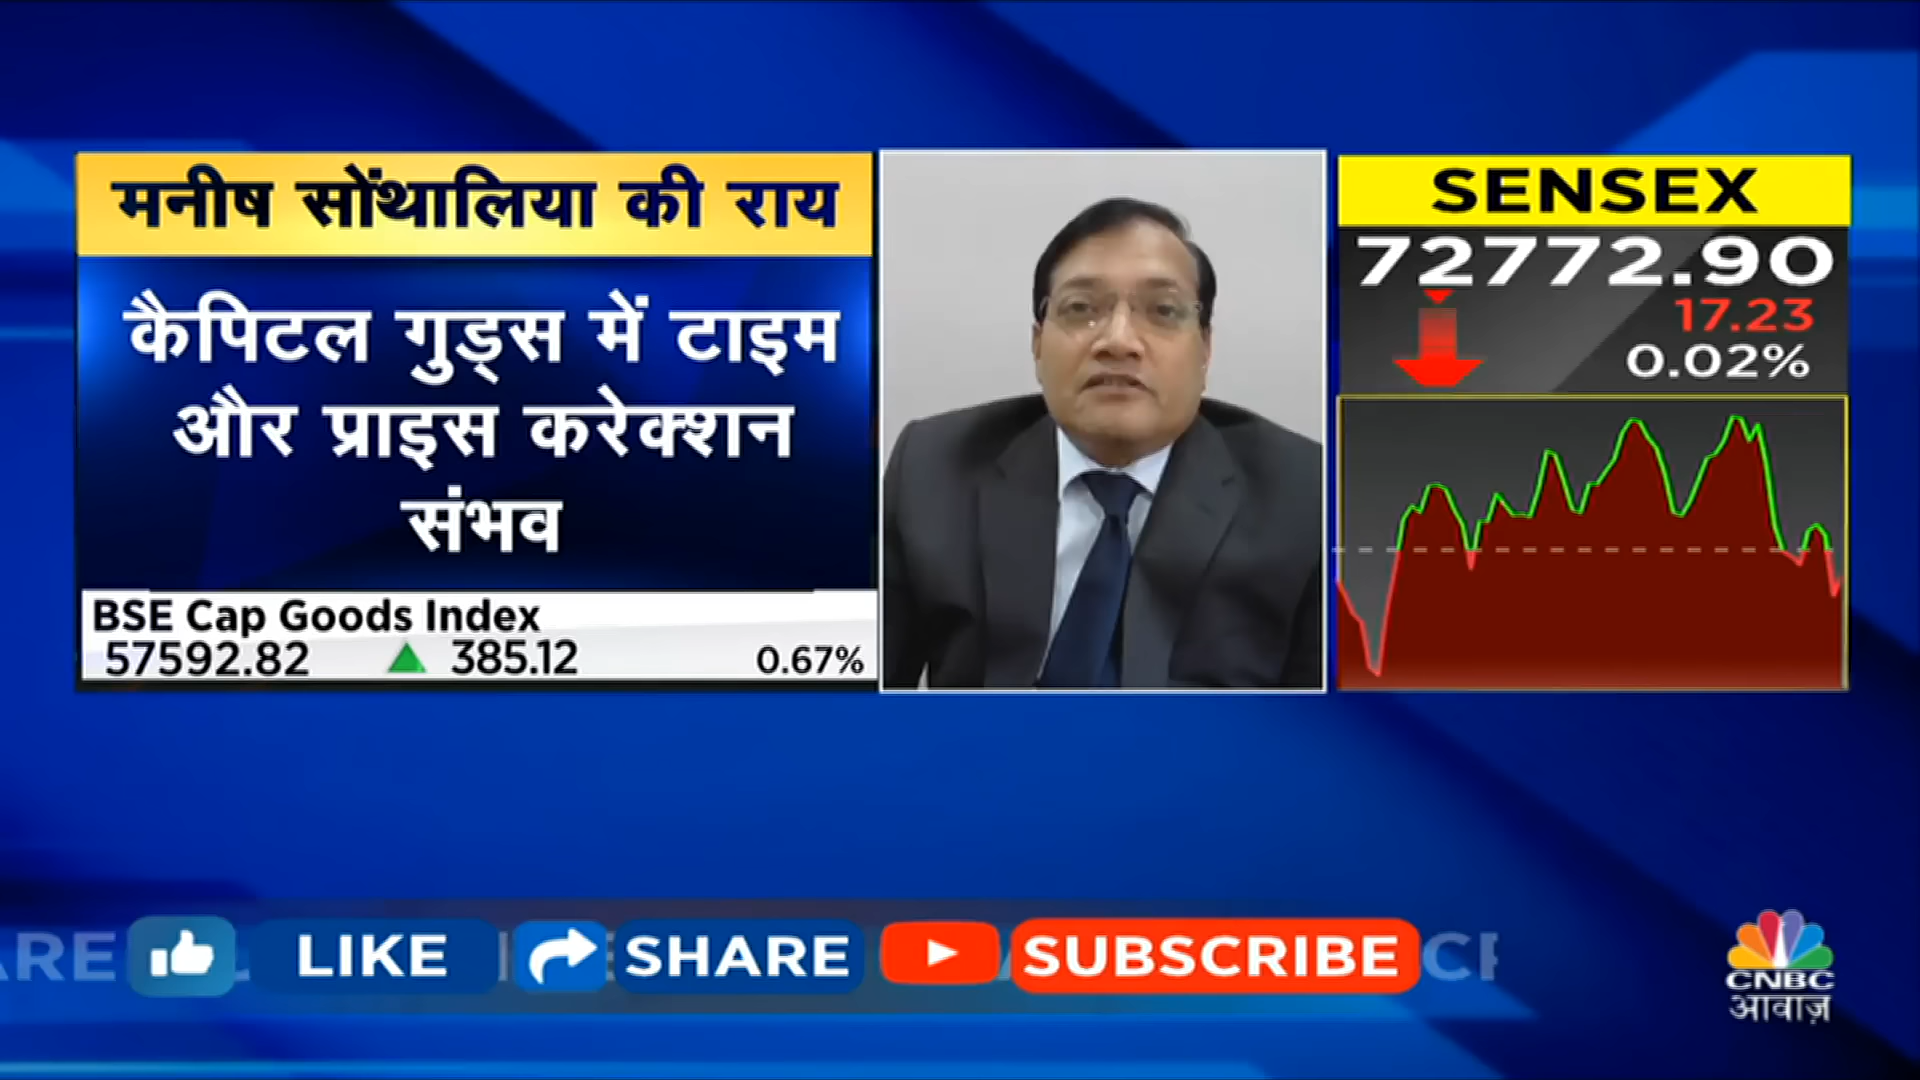 मनीष सोंथालिया की राय
कैपिटल गुड्स में टाइम
और प्राइस करेक्शन
संभव
BSE Cap Goods Index
57592.82 385.12 0.67%
SENSEX
72772.90
17.23
0.02%
LIKE SHARE SUBSCRIBE
CNBC
आवाज़